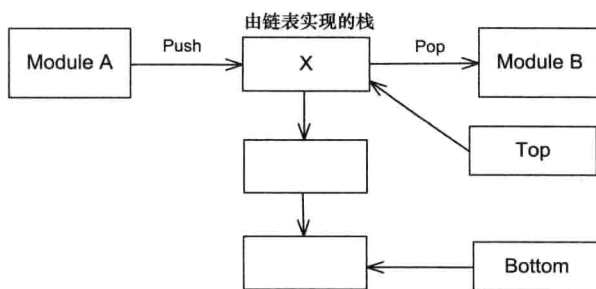 由链表实现的栈
Module A
Push
X
Pop
Module B
Top
Bottom